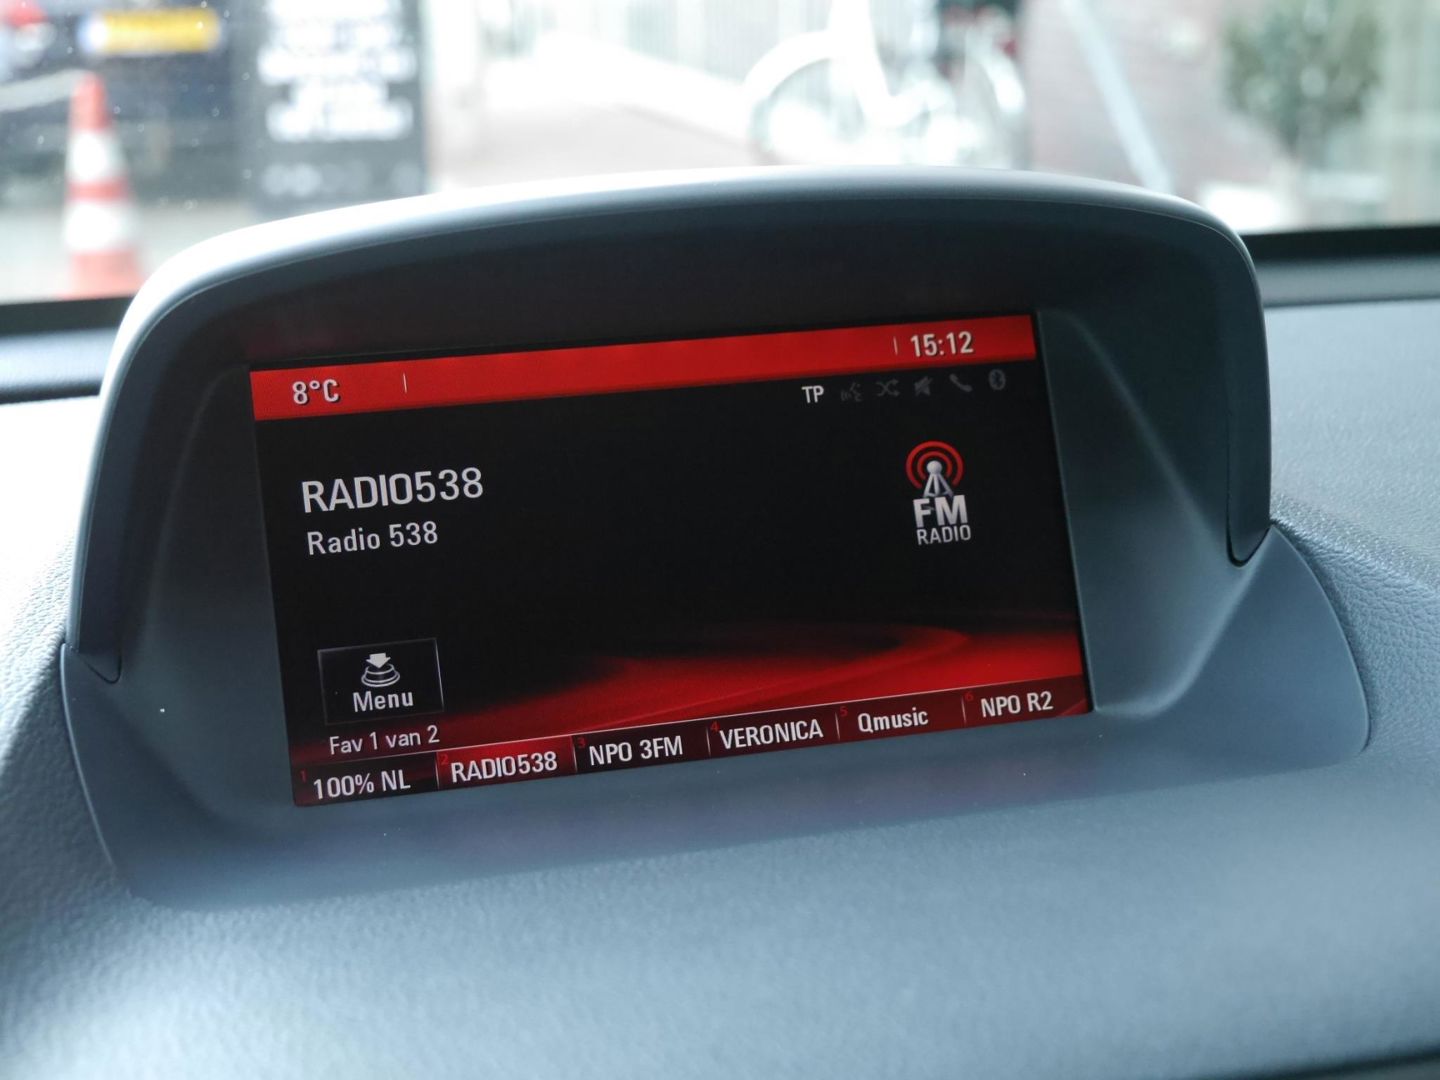 8°C
15:12
TP
RADIO538
Radio 538
FM
RADIO
Menu
Fav 1 van 2
1 100% NL 2 RADIO538 3 NPO 3FM 4 VERONICA 5 Qmusic 6 NPO R2